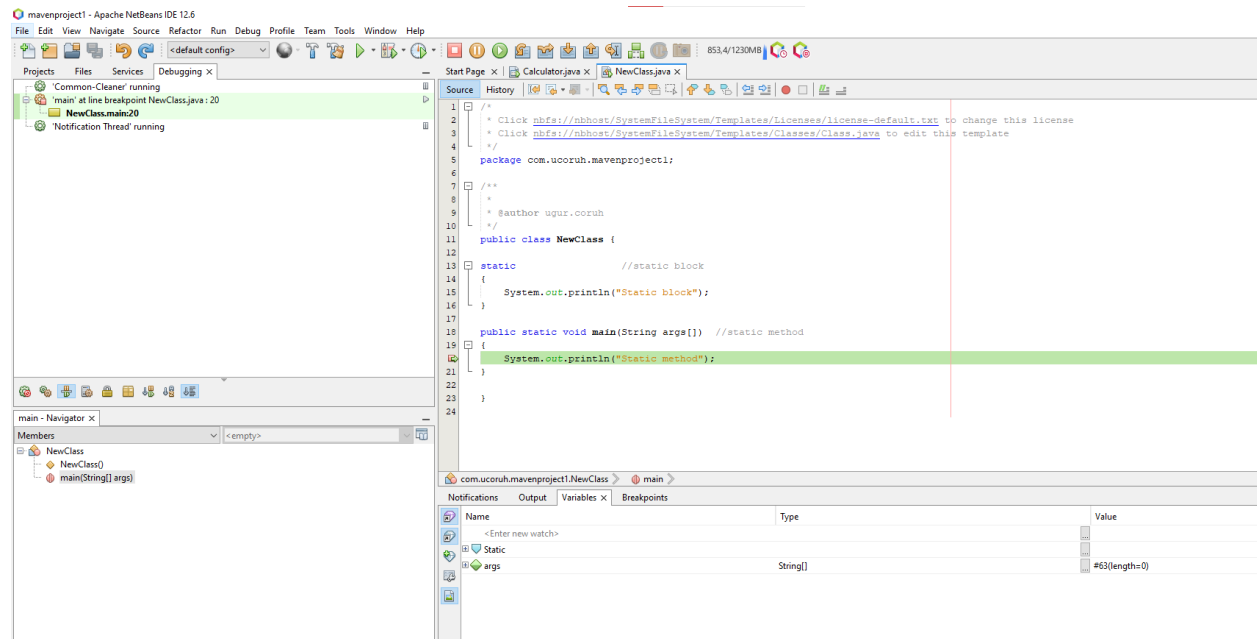 mavenproject1 - Apache NetBeans IDE 12.6
File Edit View Navigate Source Refactor Run Debug Profile Team Tools Window Help
<default config> 853,4/1230MB
Projects Files Services Debugging ×
'Common-Cleaner' running
'main' at line breakpoint NewClass.java : 20
NewClass.main:20
'Notification Thread' running
main - Navigator ×
Members <empty>
NewClass
NewClass()
main(String[] args)
Start Page × Calculator.java × NewClass.java ×
Source History
1 /*
2 * Click nbfs://nbhost/SystemFileSystem/Templates/Licenses/license-default.txt to change this license
3 * Click nbfs://nbhost/SystemFileSystem/Templates/Classes/Class.java to edit this template
4 */
5 package com.ucoruh.mavenproject1;
6
7 /**
8 *
9 * @author ugur.coruh
10 */
11 public class NewClass {
12
13 static //static block
14 {
15 System.out.println("Static block");
16 }
17
18 public static void main(String args[]) //static method
19 {
System.out.println("Static method");
21 }
22
23 }
24
com.ucoruh.mavenproject1.NewClass main
Notifications Output Variables × Breakpoints
Name Type Value
<Enter new watch> ...
Static ...
args String[] ... #63(length=0)